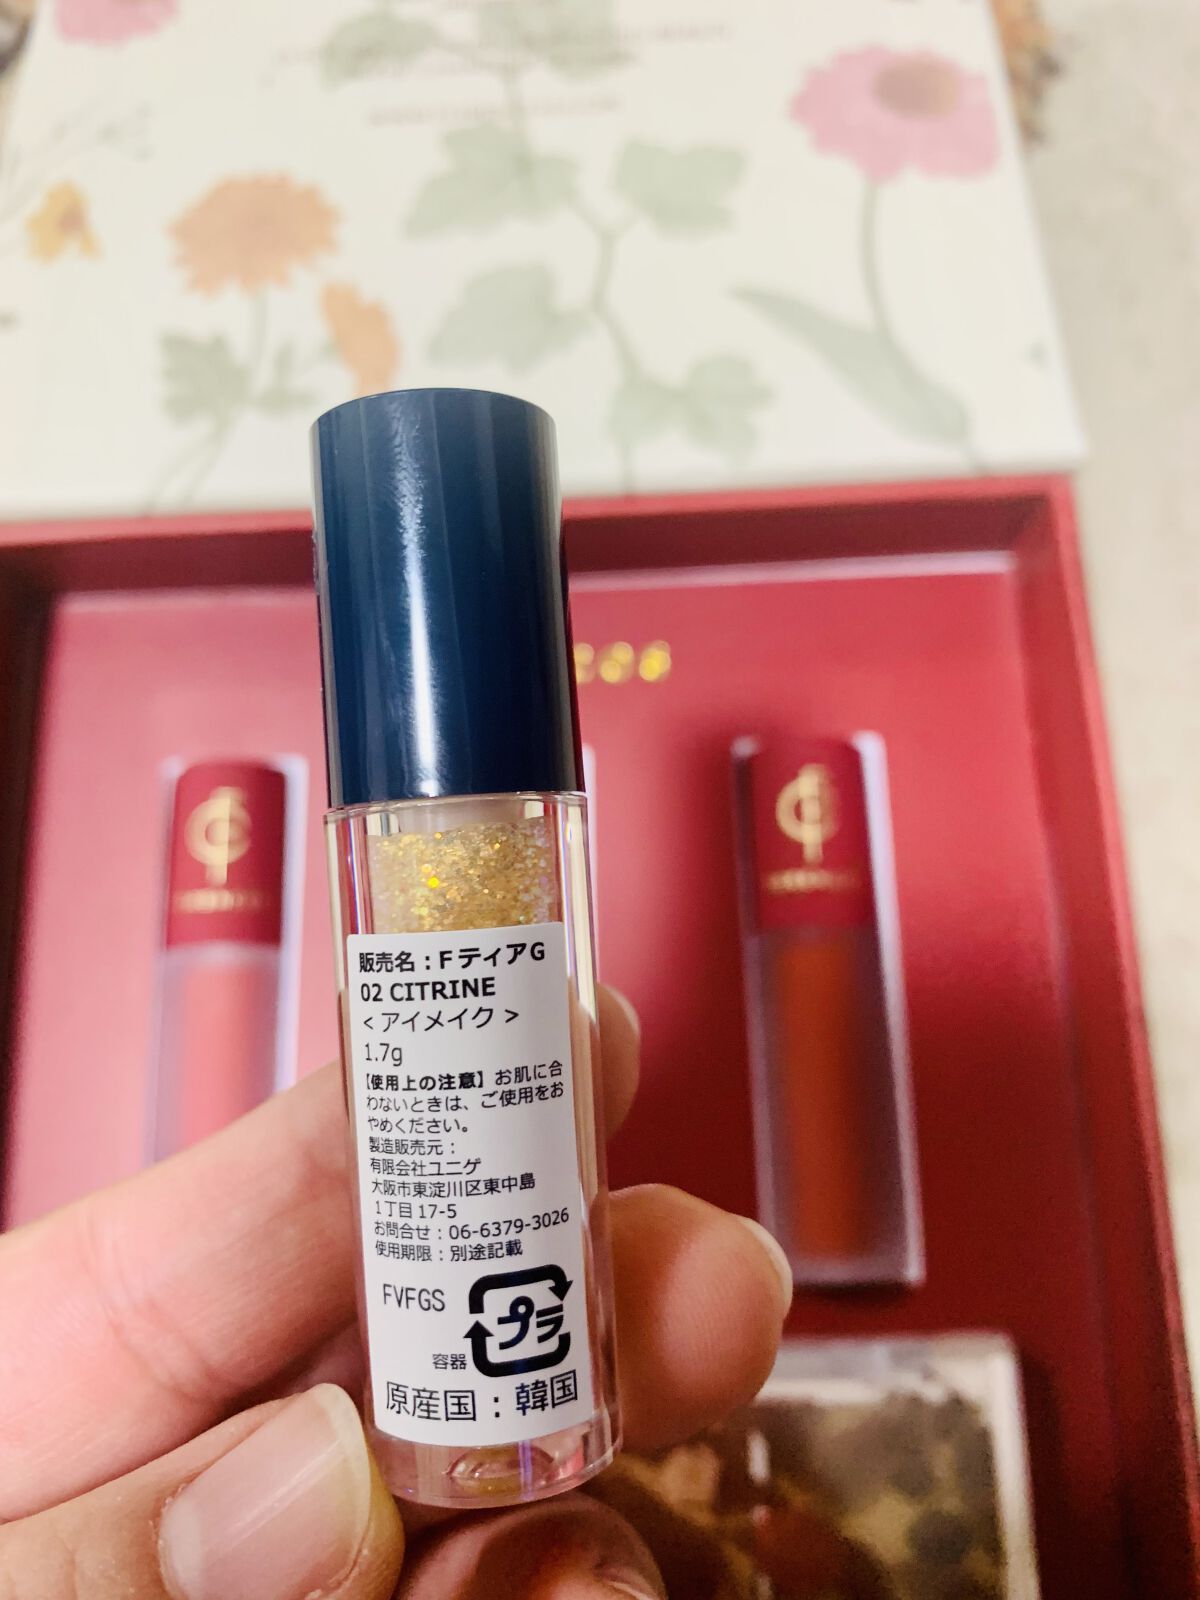 販売名：FティアG
02 CITRINE
<アイメイク>
1.7g
【使用上の注意】お肌に合
わないときは、ご使用をお
やめください。
製造販売元：
有限会社ユニゲ
大阪市東淀川区東中島
1丁目17-5
お問合せ：06-6379-3026
使用期限：別途記載
FVFGS
プラ
容器
原産国：韓国